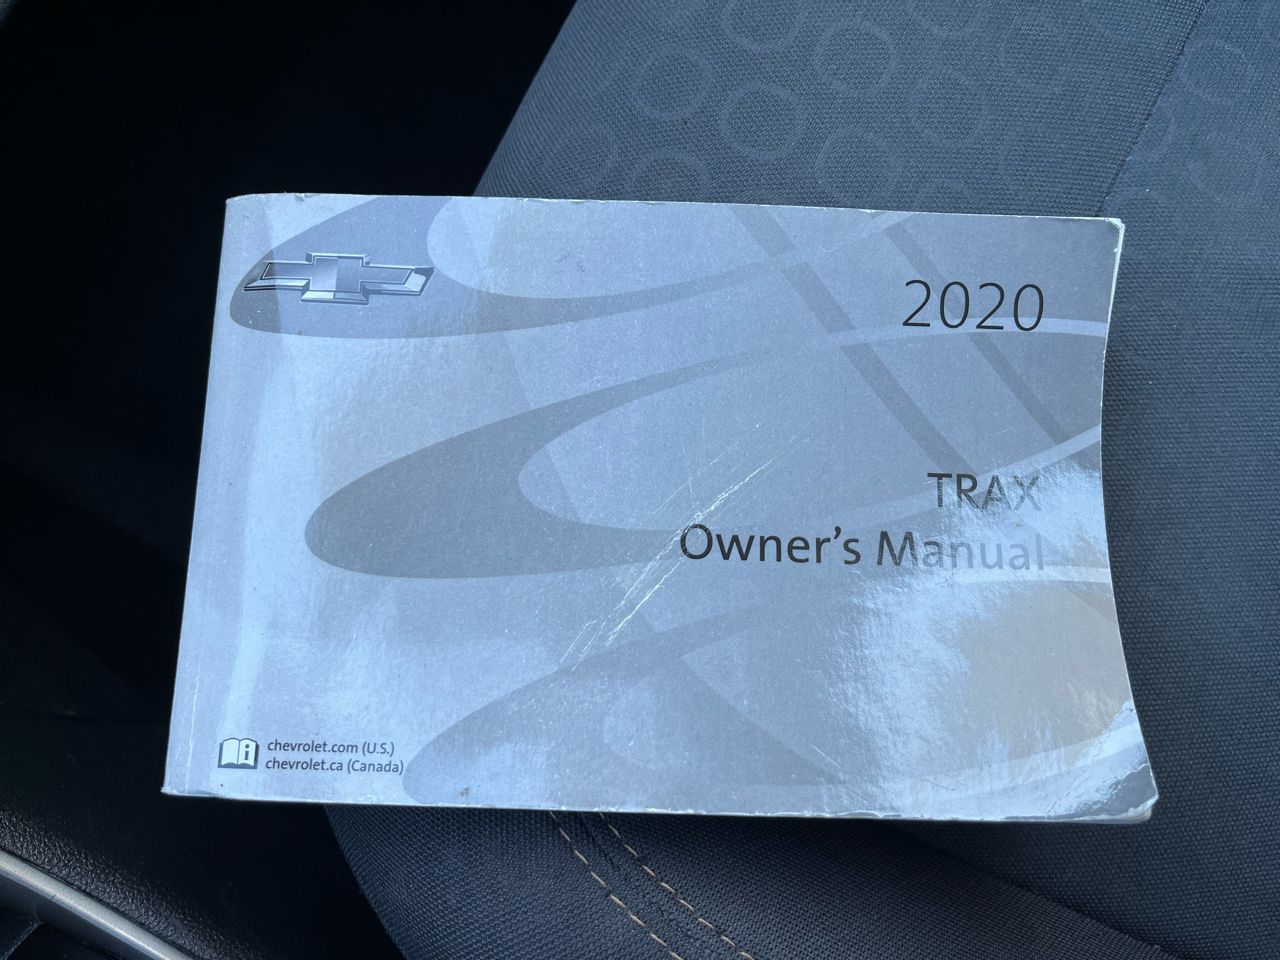 2020
TRAX
Owner's Manual
chevrolet.com (U.S.)
chevrolet.ca (Canada)